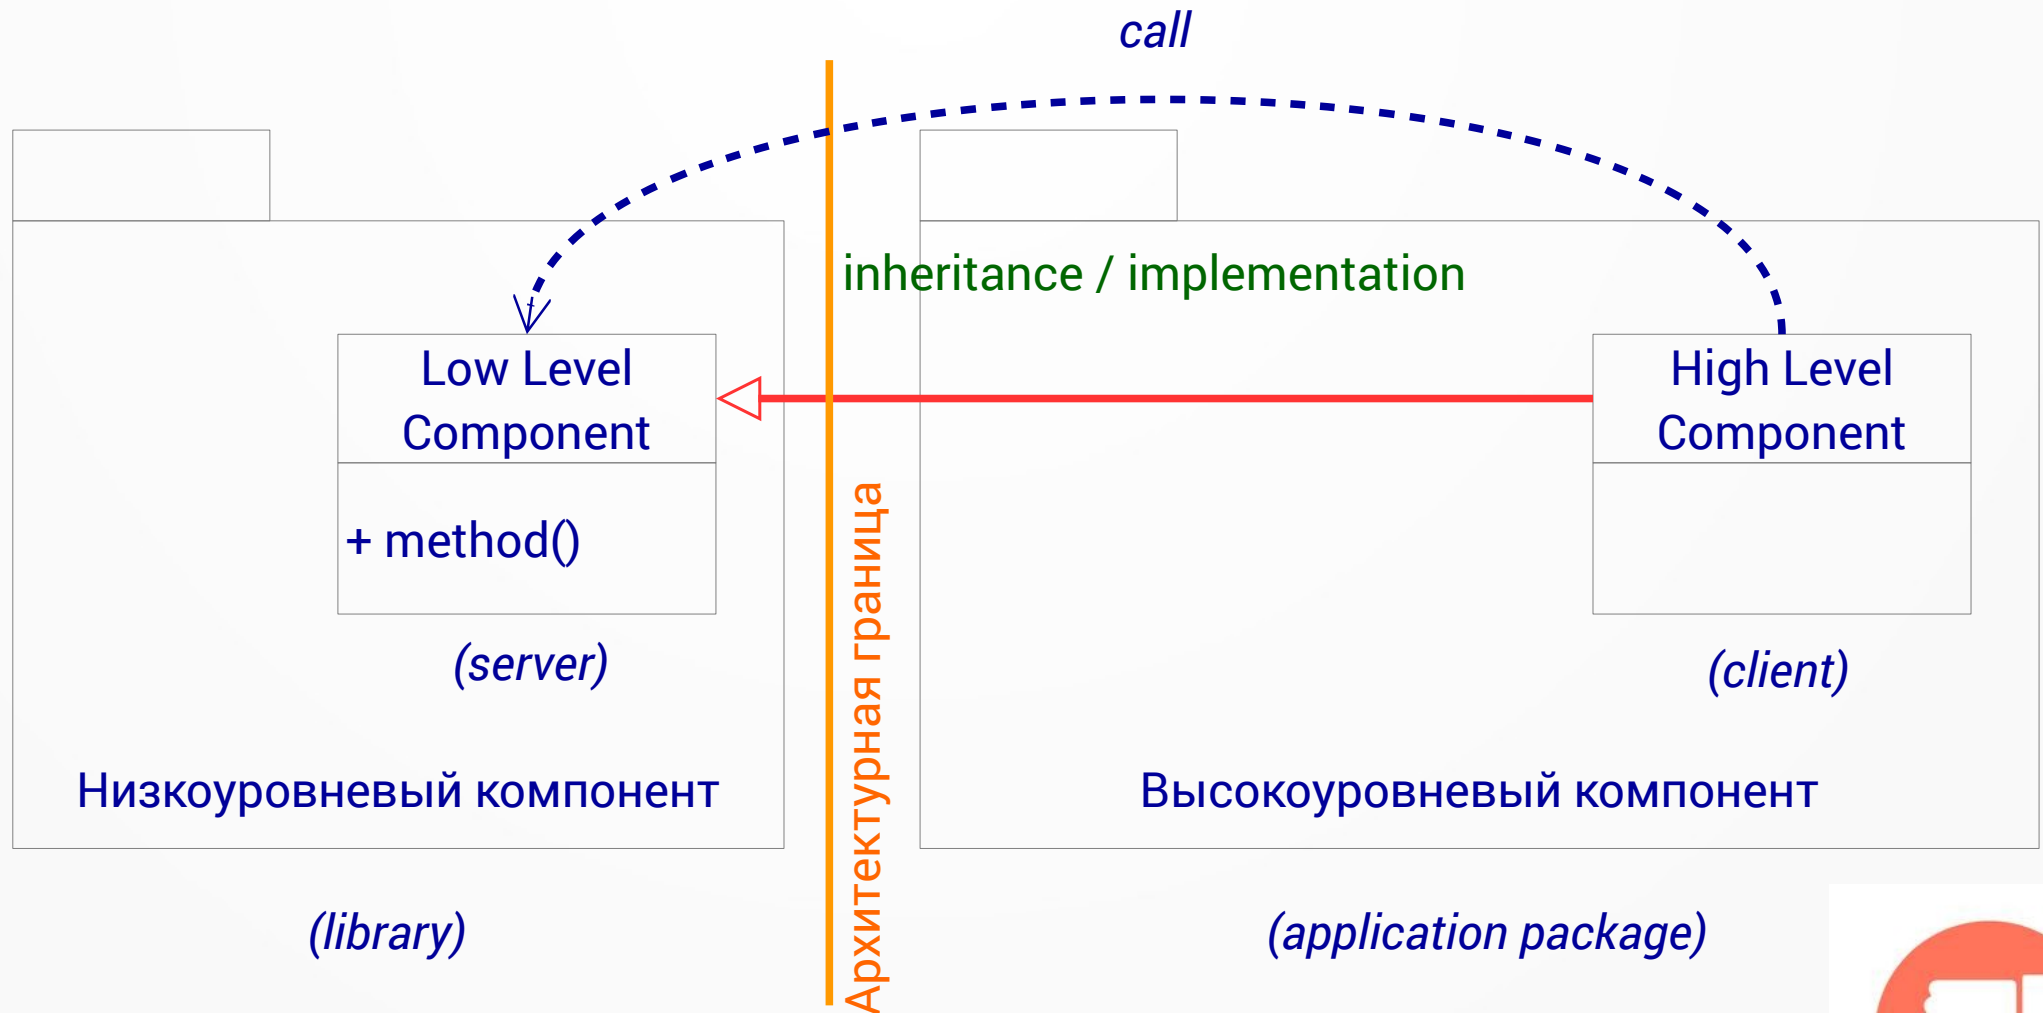 call
inheritance / implementation
Low Level
Component
+ method()
(server)
Низкоуровневый компонент
(library)
Архитектурная граница
High Level
Component
(client)
Высокоуровневый компонент
(application package)